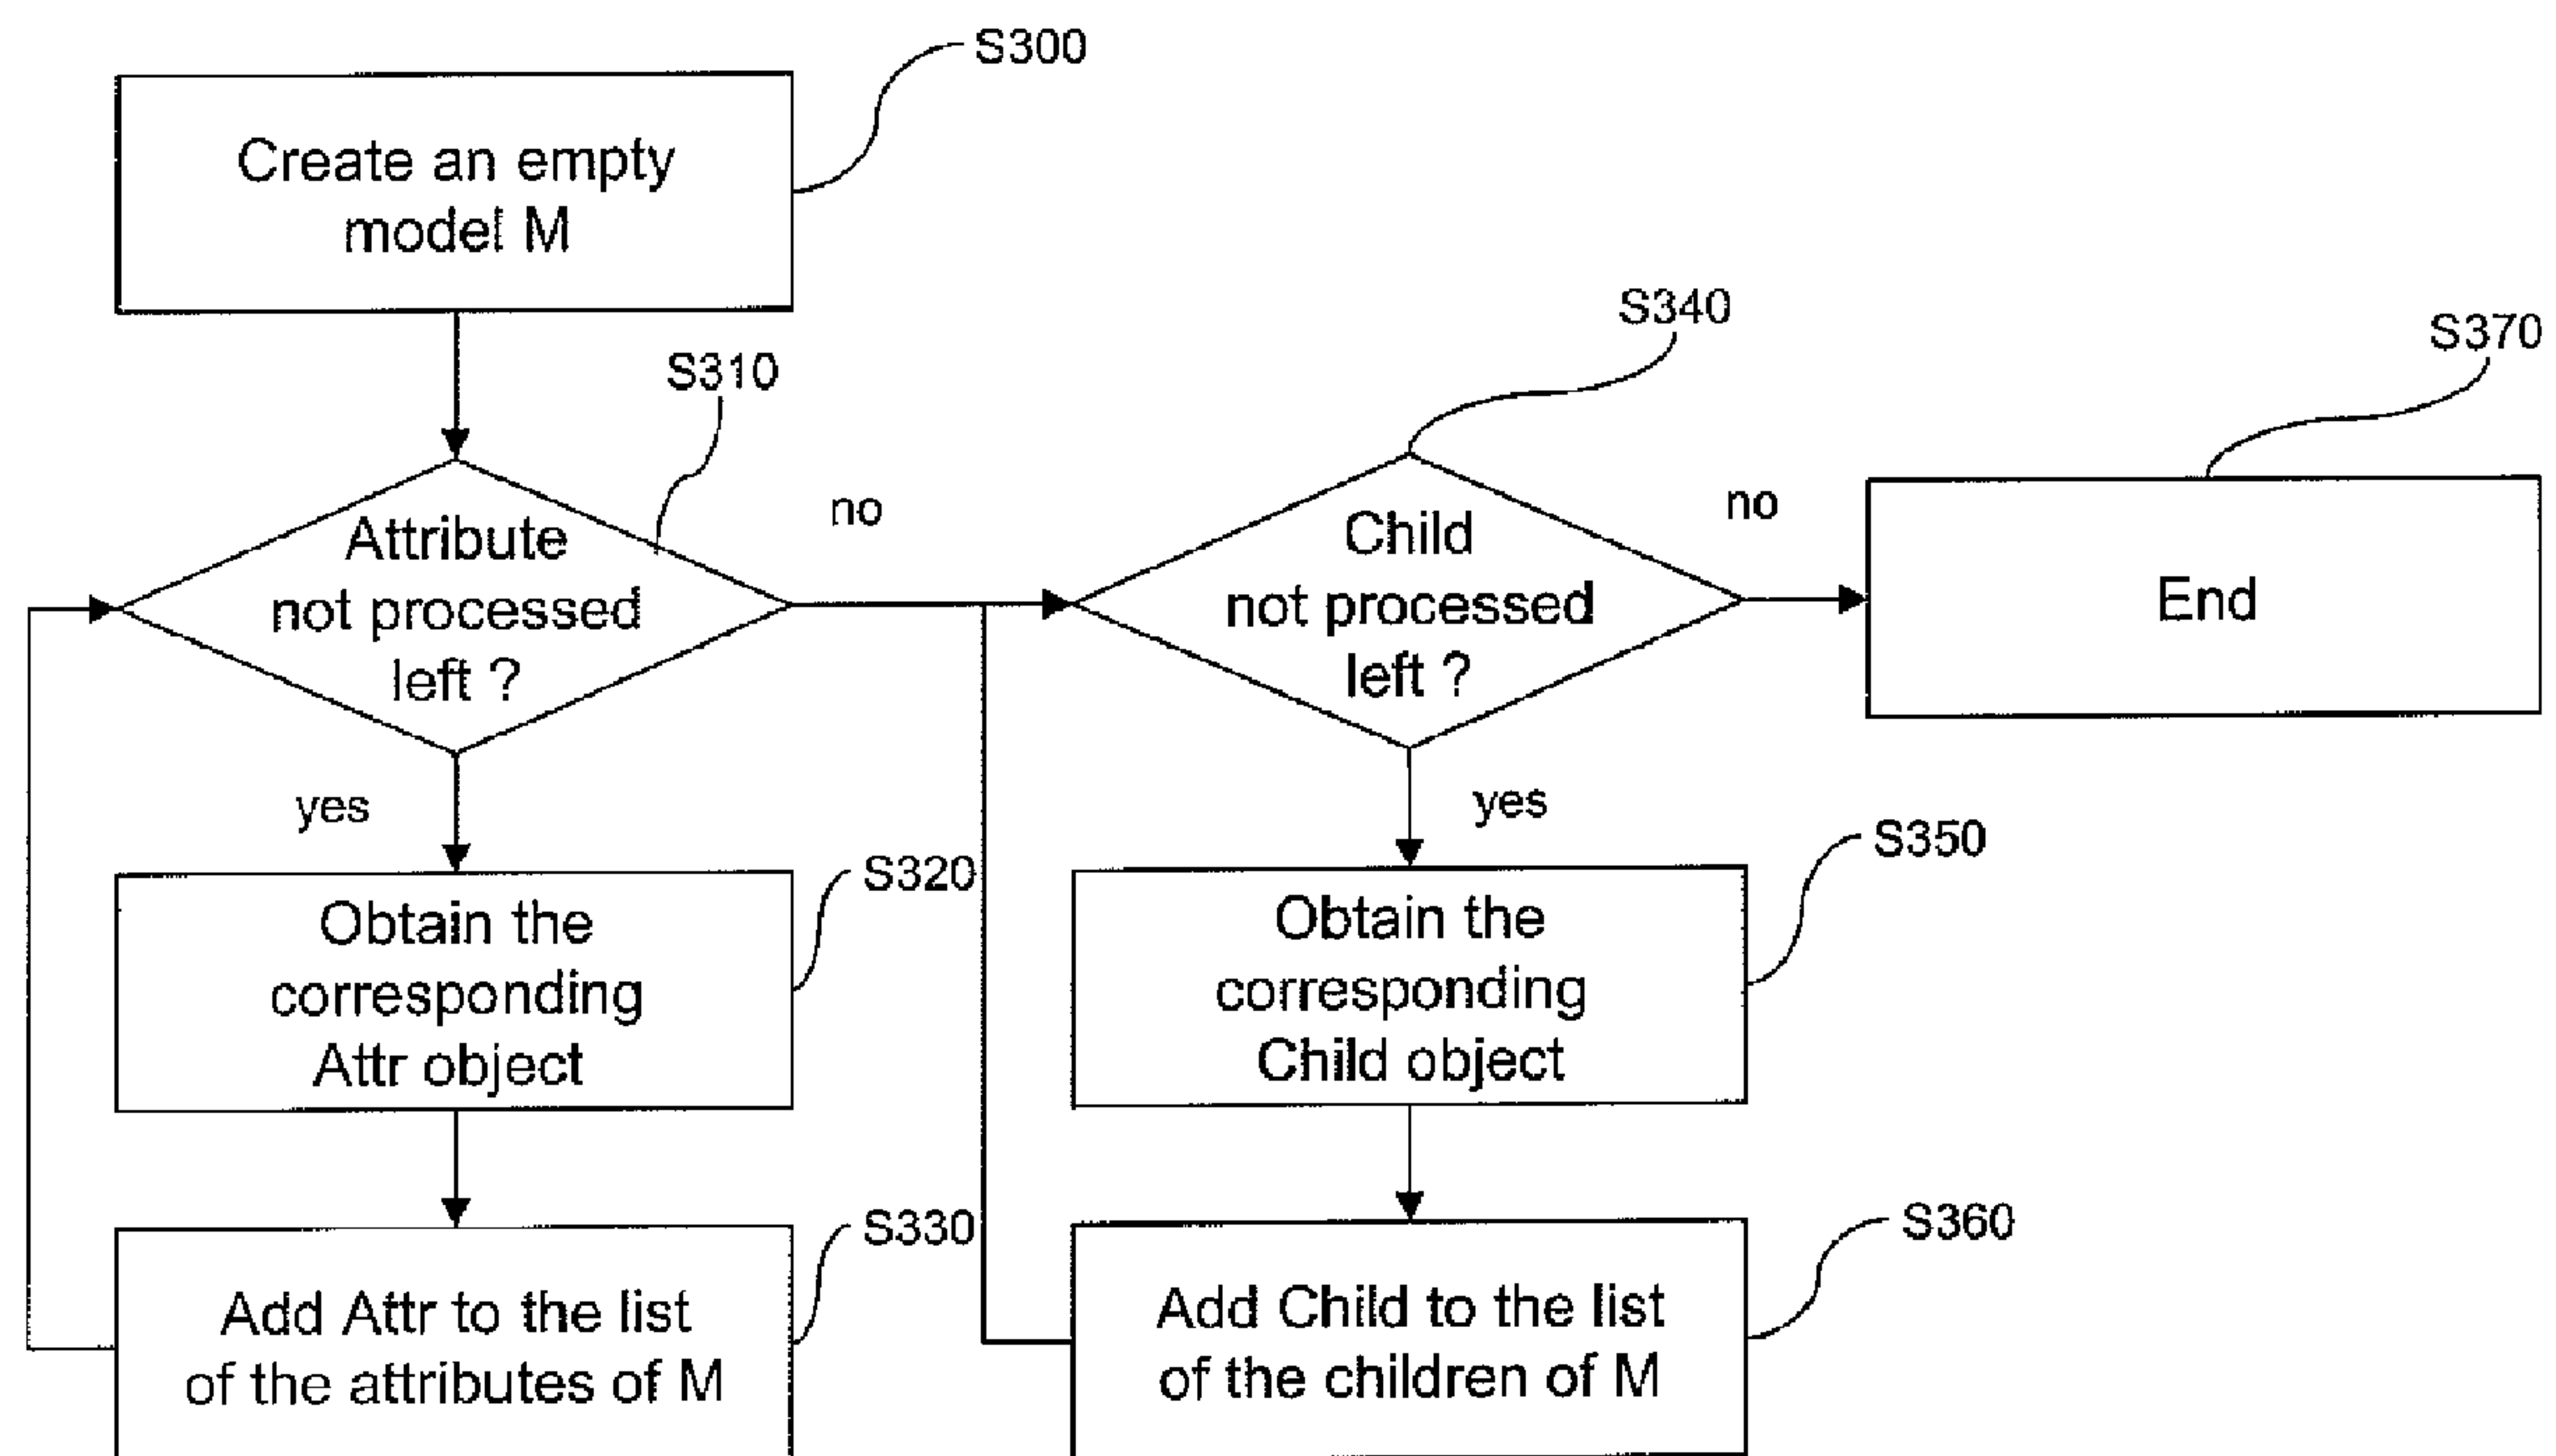 S300
Create an empty
model M
S310
Attribute
not processed
left ?
no
yes
S320
Obtain the
corresponding
Attr object
S330
Add Attr to the list
of the attributes of M
S340
Child
not processed
left ?
no
yes
S350
Obtain the
corresponding
Child object
S360
Add Child to the list
of the children of M
S370
End